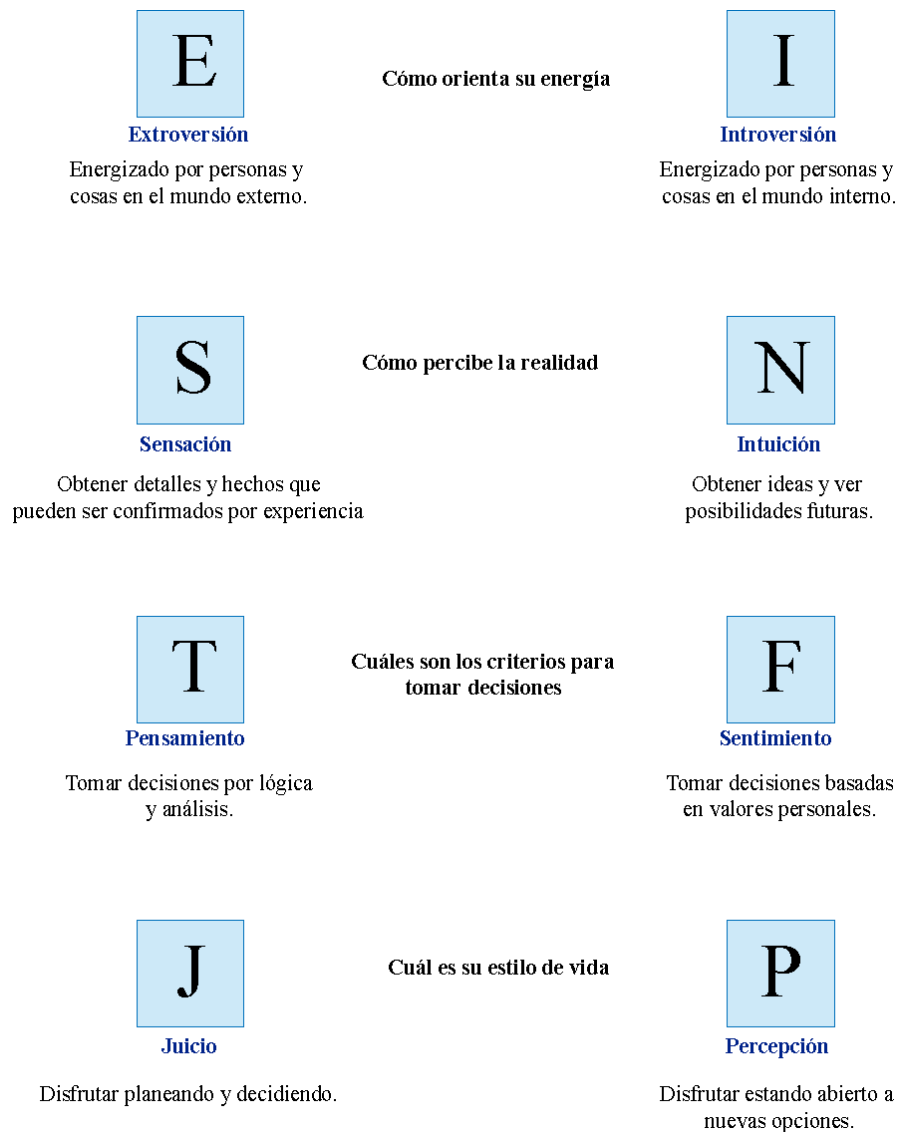 E
Cómo orienta su energía
I
Extroversión
Introversión
Energizado por personas y
cosas en el mundo externo.
Energizado por personas y
cosas en el mundo interno.
S
Cómo percibe la realidad
N
Sensación
Intuición
Obtener detalles y hechos que
pueden ser confirmados por experiencia
Obtener ideas y ver
posibilidades futuras.
T
Cuáles son los criterios para
tomar decisiones
F
Pensamiento
Sentimiento
Tomar decisiones por lógica
y análisis.
Tomar decisiones basadas
en valores personales.
J
Cuál es su estilo de vida
P
Juicio
Percepción
Disfrutar planeando y decidiendo.
Disfrutar estando abierto a
nuevas opciones.